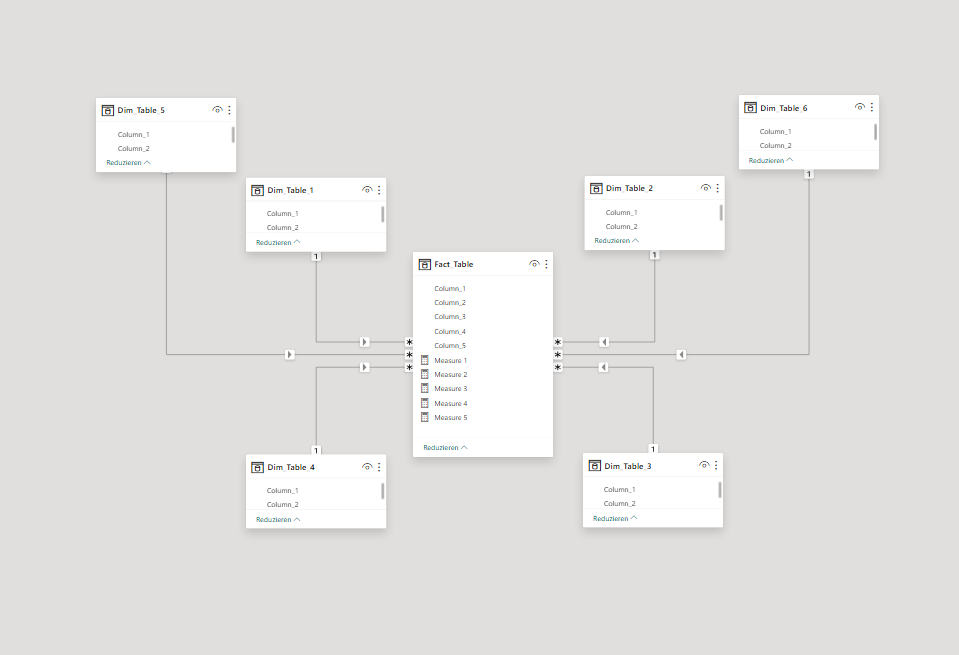 Dim_Table_5
Column_1
Column_2
Reduzieren
Dim_Table_6
Column_1
Column_2
Reduzieren
1
Dim_Table_1
Column_1
Column_2
Reduzieren
1
Dim_Table_2
Column_1
Column_2
Reduzieren
1
Fact_Table
Column_1
Column_2
Column_3
Column_4
Column_5
Measure 1
Measure 2
Measure 3
Measure 4
Measure 5
Reduzieren
*
*
*
*
*
*
1
Dim_Table_4
Column_1
Column_2
Reduzieren
1
Dim_Table_3
Column_1
Column_2
Reduzieren